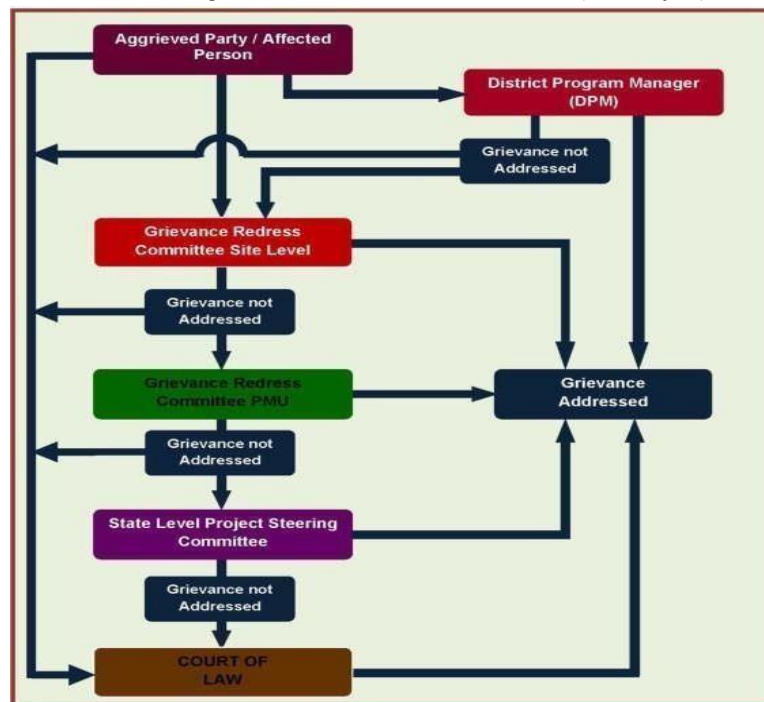 Aggrieved Party / Affected
Person
District Program Manager
(DPM)
Grievance not
Addressed
Grievance Redress
Committee Site Level
Grievance not
Addressed
Grievance Redress
Committee PMU
Grievance
Addressed
Grievance not
Addressed
State Level Project Steering
Committee
Grievance not
Addressed
COURT OF
LAW